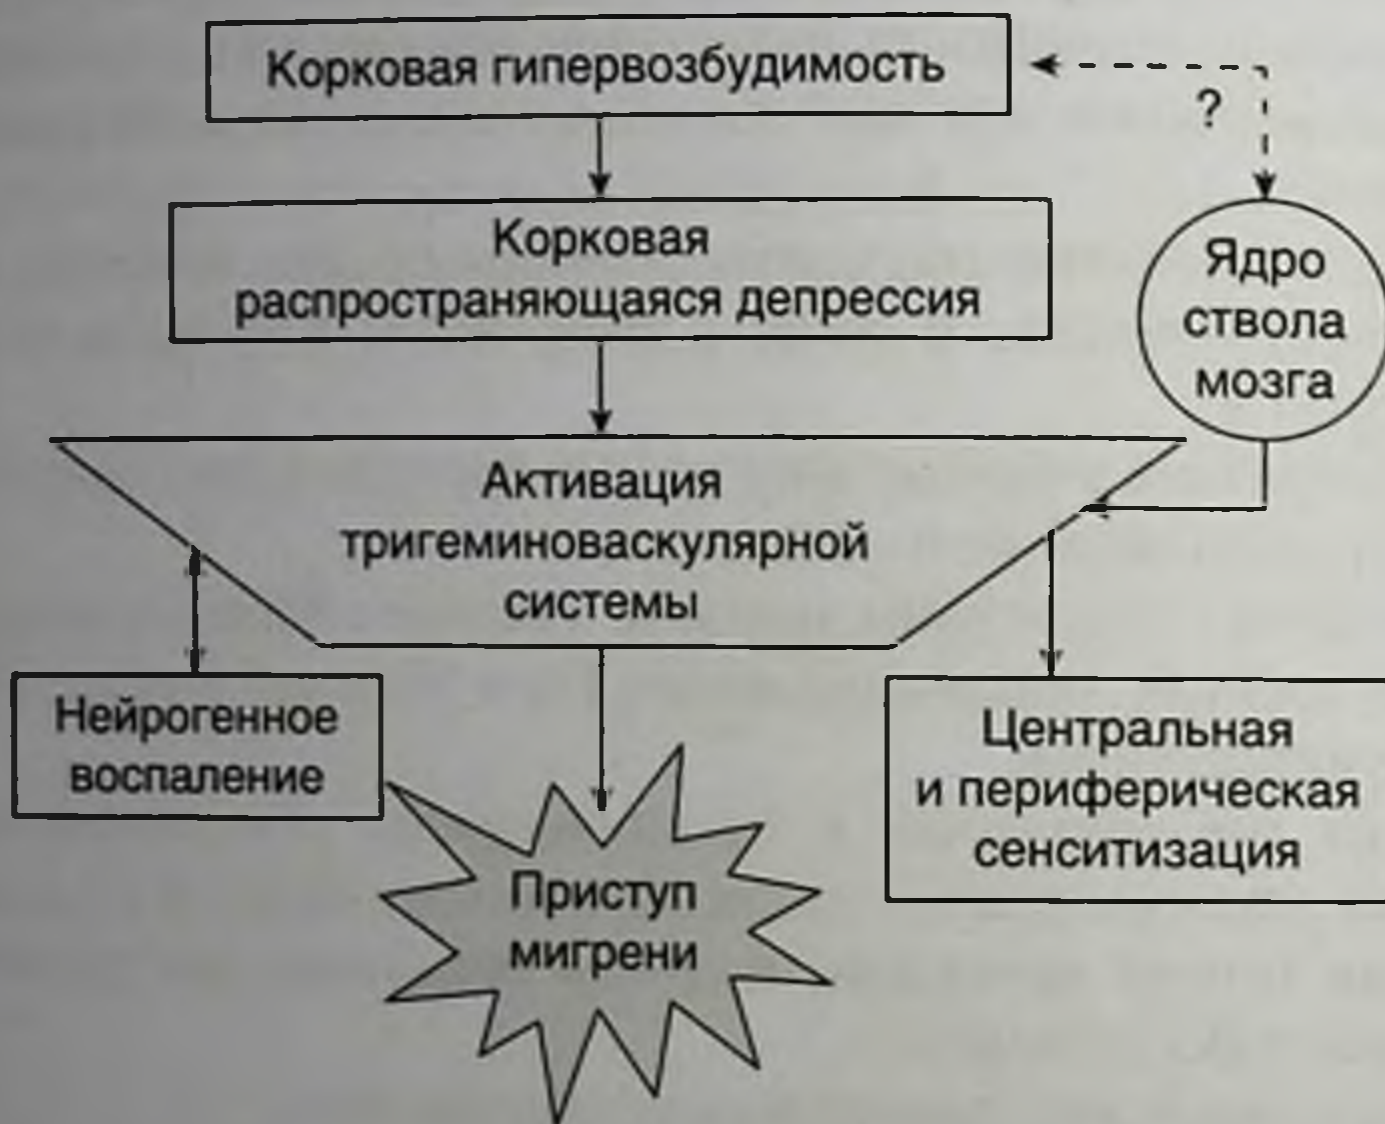 Корковая гипервозбудимость
?
Корковая
распространяющаяся депрессия
Ядро
ствола
мозга
Активация
тригеминоваскулярной
системы
Нейрогенное
воспаление
Приступ
мигрени
Центральная
и периферическая
сенситизация